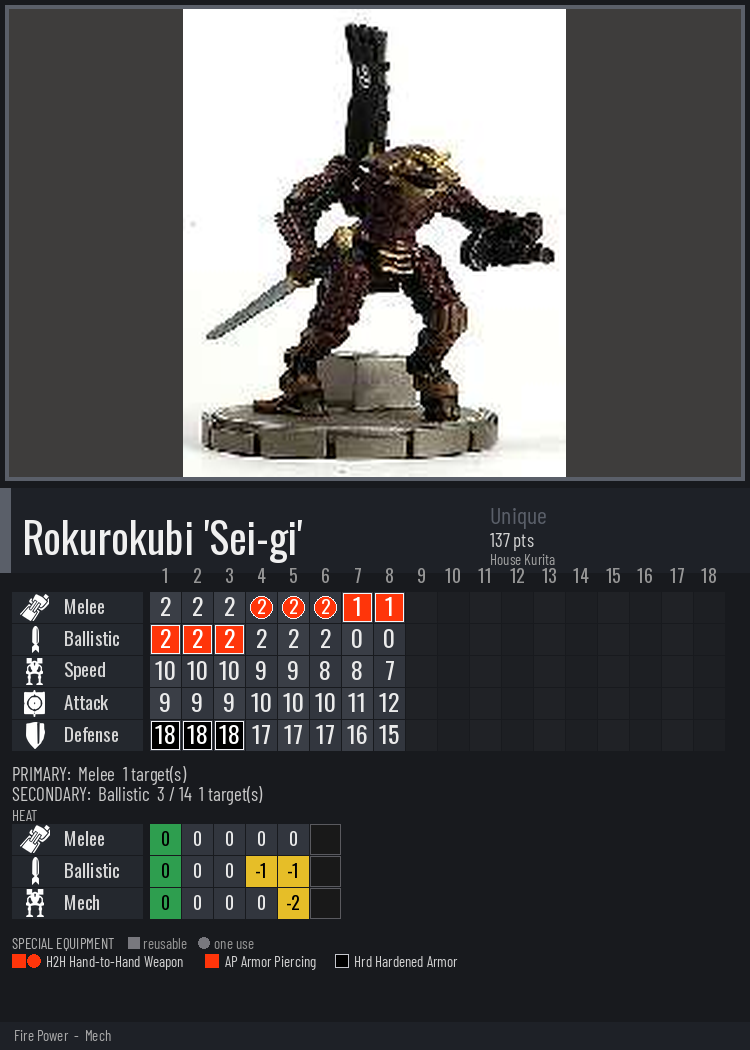 Rokurokubi 'Sei-gi'
Unique
137 pts
House Kurita
1 2 3 4 5 6 7 8 9 10 11 12 13 14 15 16 17 18
Melee 2 2 2 2 2 2 1 1
Ballistic 2 2 2 2 2 2 0 0
Speed 10 10 10 9 9 8 8 7
Attack 9 9 9 10 10 10 11 12
Defense 18 18 18 17 17 17 16 15
PRIMARY: Melee 1 target(s)
SECONDARY: Ballistic 3 / 14 1 target(s)
HEAT
Melee 0 0 0 0 0
Ballistic 0 0 0 -1 -1
Mech 0 0 0 0 -2
SPECIAL EQUIPMENT reusable one use
H2H Hand-to-Hand Weapon AP Armor Piercing Hrd Hardened Armor
Fire Power - Mech